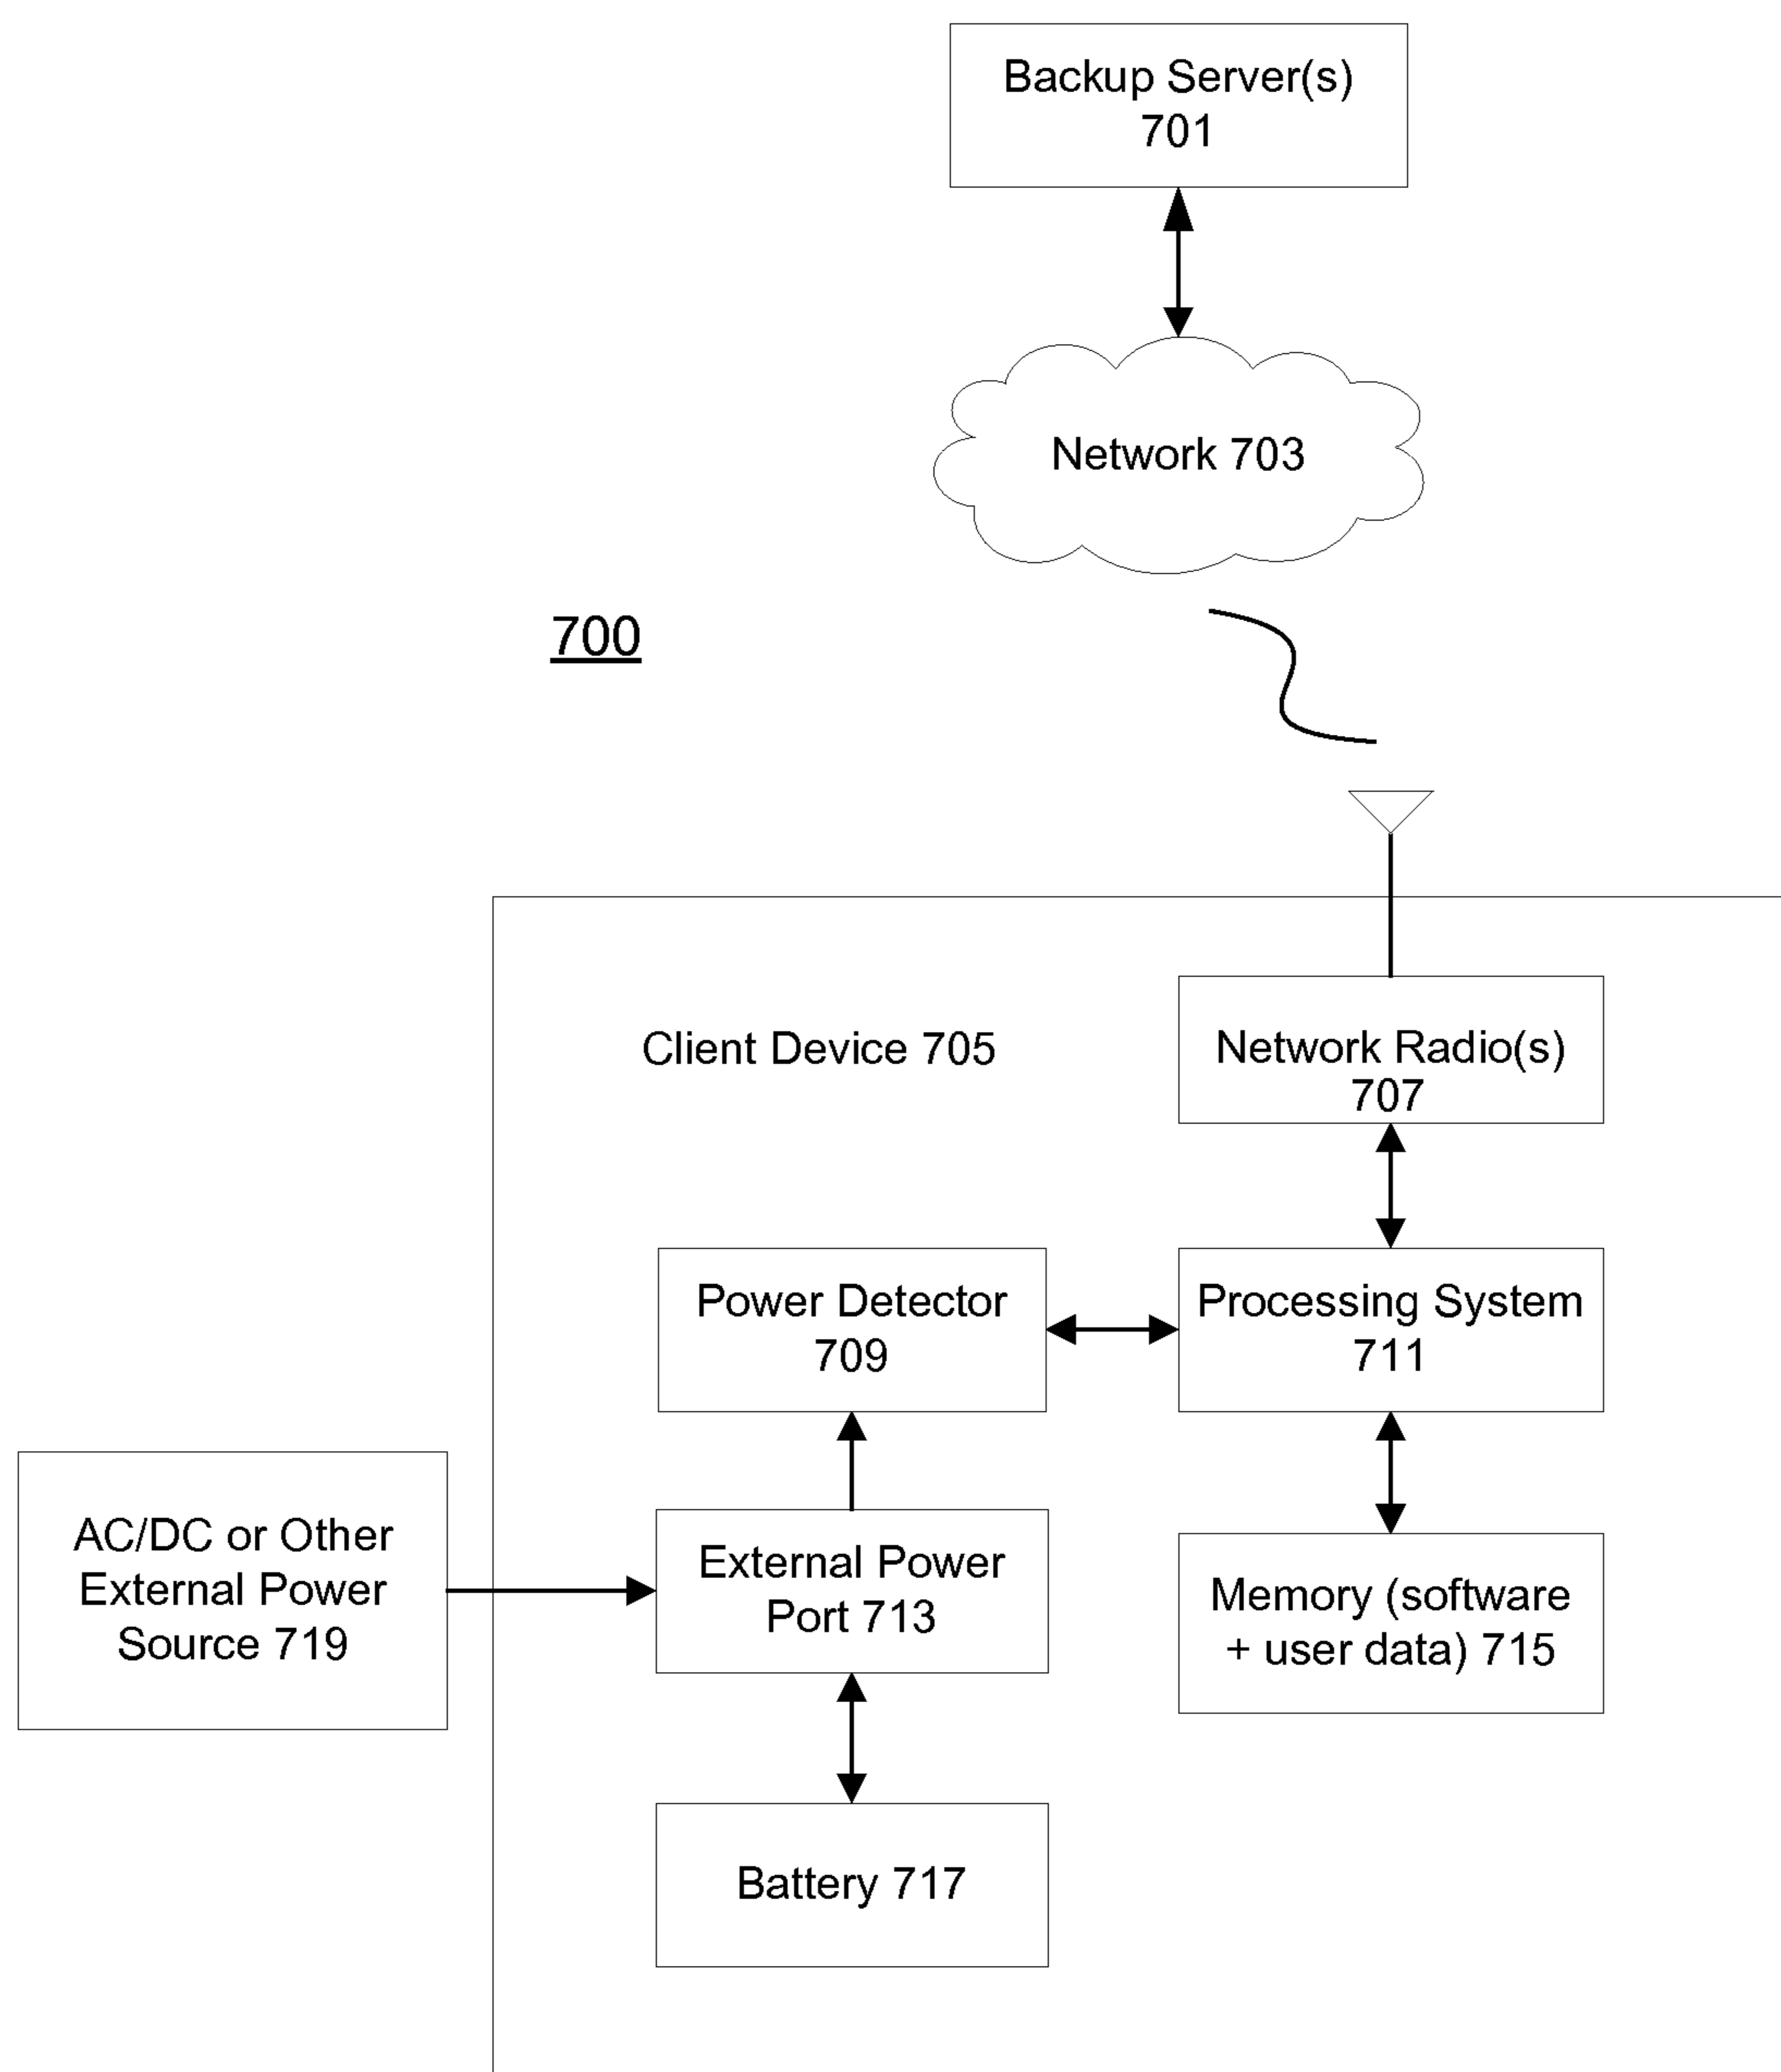 Backup Server(s)
701
Network 703
700
Client Device 705
Network Radio(s)
707
Power Detector
709
Processing System
711
AC/DC or Other
External Power
Source 719
External Power
Port 713
Memory (software
+ user data) 715
Battery 717